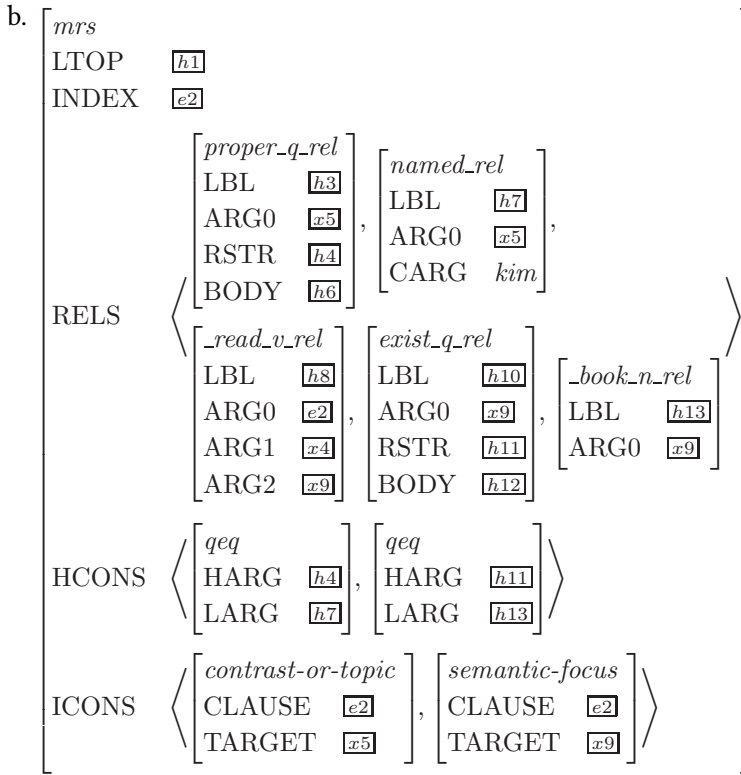 b.
mrs
LTOP h1
INDEX e2
RELS
proper_q_rel
LBL h3
ARG0 x5
RSTR h4
BODY h6
,
named_rel
LBL h7
ARG0 x5
CARG kim
,
_read_v_rel
LBL h8
ARG0 e2
ARG1 x4
ARG2 x9
,
exist_q_rel
LBL h10
ARG0 x9
RSTR h11
BODY h12
,
_book_n_rel
LBL h13
ARG0 x9
HCONS
qeq
HARG h4
LARG h7
,
qeq
HARG h11
LARG h13
ICONS
contrast-or-topic
CLAUSE e2
TARGET x5
,
semantic-focus
CLAUSE e2
TARGET x9